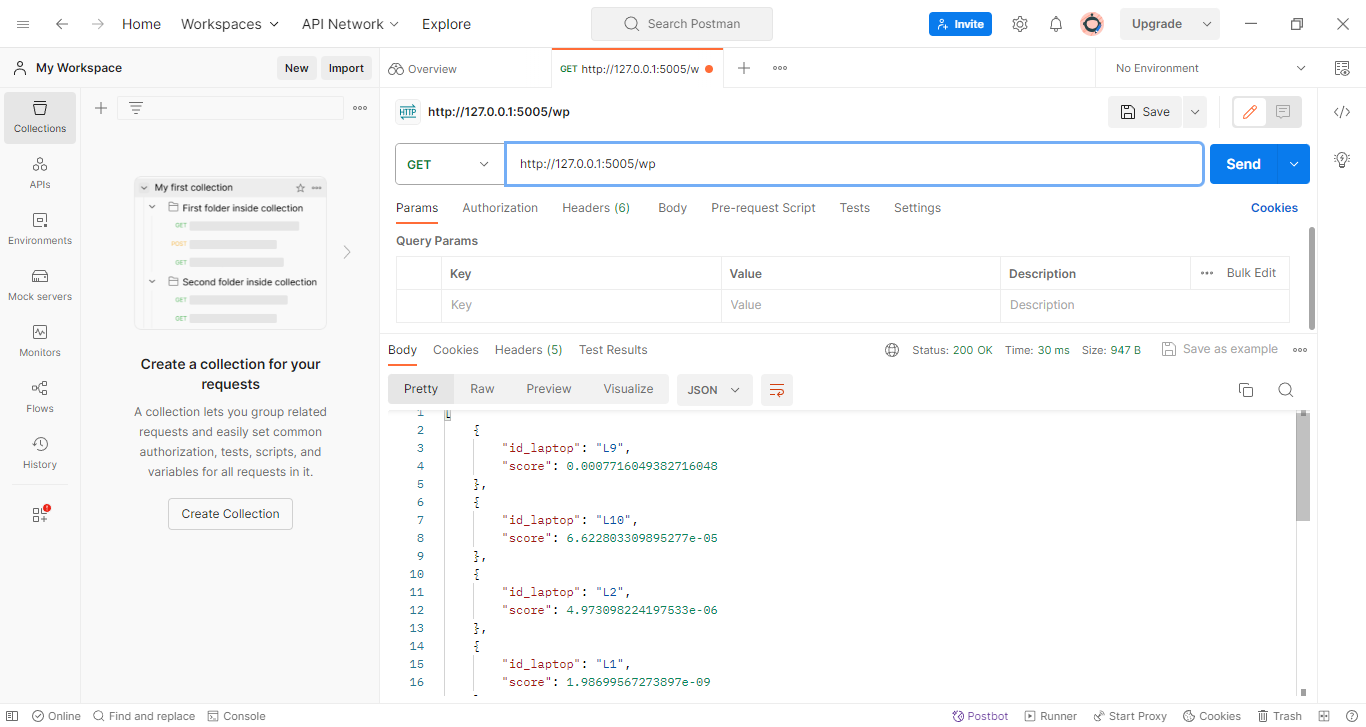 Home Workspaces API Network Explore Search Postman Invite Upgrade
My Workspace New Import Overview GET http://127.0.0.1:5005/w No Environment
Collections
APIs
Environments
Mock servers
Monitors
Flows
History
My first collection
First folder inside collection
GET
POST
GET
Second folder inside collection
GET
GET
Create a collection for your
requests
A collection lets you group related
requests and easily set common
authorization, tests, scripts, and
variables for all requests in it.
Create Collection
HTTP http://127.0.0.1:5005/wp Save
GET http://127.0.0.1:5005/wp Send
Params Authorization Headers (6) Body Pre-request Script Tests Settings Cookies
Query Params
Key Value Description Bulk Edit
Key Value Description
Body Cookies Headers (5) Test Results Status: 200 OK Time: 30 ms Size: 947 B Save as example
Pretty Raw Preview Visualize JSON
1 [
2 {
3 "id_laptop": "L9",
4 "score": 0.0007716049382716048
5 },
6 {
7 "id_laptop": "L10",
8 "score": 6.622803309895277e-05
9 },
10 {
11 "id_laptop": "L2",
12 "score": 4.973098224197533e-06
13 },
14 {
15 "id_laptop": "L1",
16 "score": 1.98699567273897e-09
Online Find and replace Console Postbot Runner Start Proxy Cookies Trash